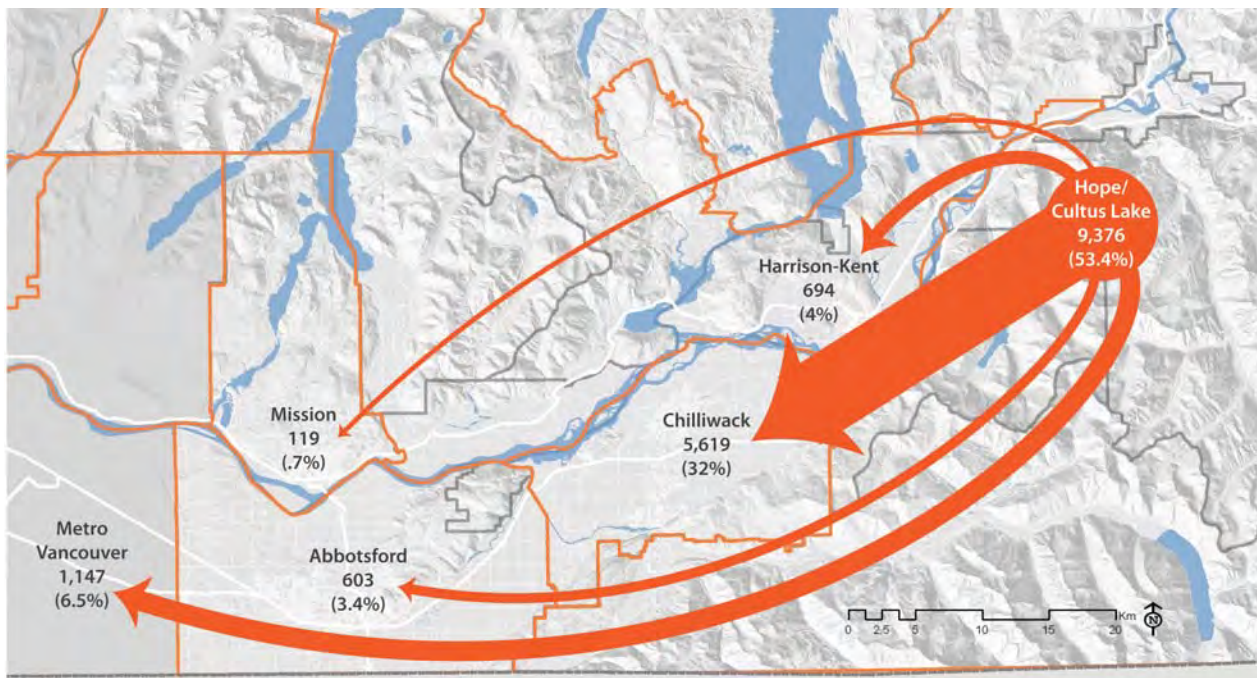 Hope/
Cultus Lake
9,376
(53.4%)
Harrison-Kent
694
(4%)
Mission
119
(.7%)
Chilliwack
5,619
(32%)
Metro
Vancouver
1,147
(6.5%)
Abbotsford
603
(3.4%)
Km
0 2.5 5 10 15 20
N